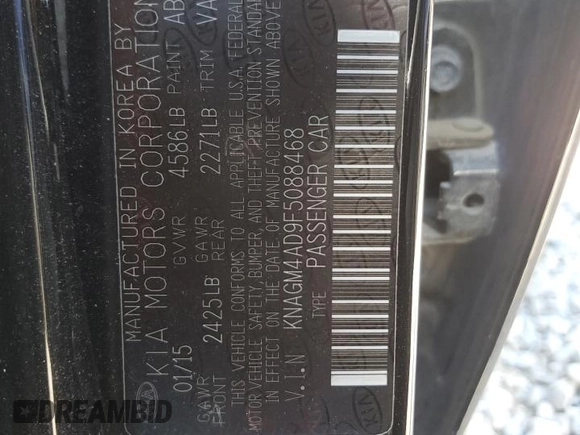 MANUFACTURED IN KOREA BY
KIA MOTORS CORPORATION
01/15 GVWR 4586LB PAINT AB
GAWR FRONT 2425LB GAWR REAR 2271LB TRIM VA
THIS VEHICLE CONFORMS TO ALL APPLICABLE U.S.A. FEDERAL
MOTOR VEHICLE SAFETY, BUMPER, AND THEFT PREVENTION STANDAR
IN EFFECT ON THE DATE OF MANUFACTURE SHOWN ABOVE
V.I.N KNAGM4AD9F5088468
TYPE PASSENGER CAR
DREAMBID